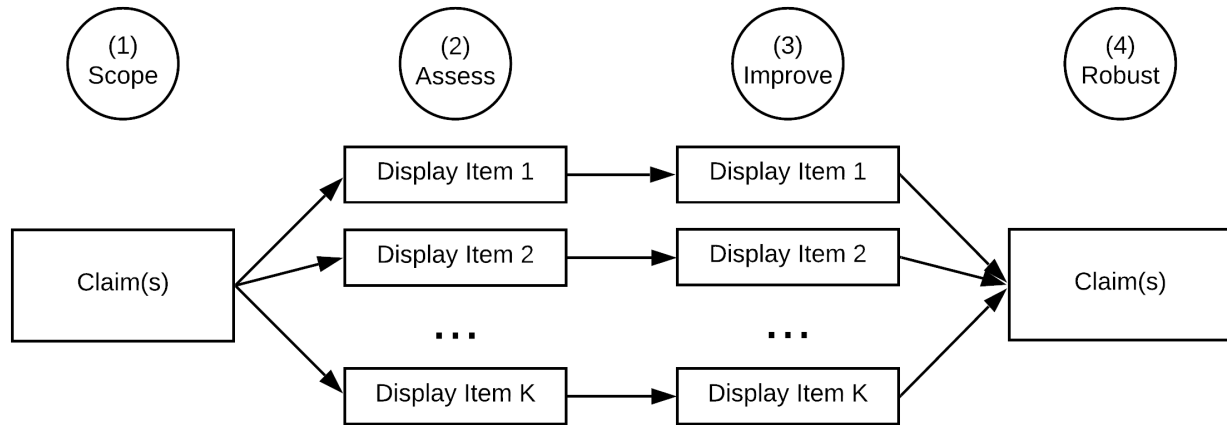 (1)
Scope
(2)
Assess
(3)
Improve
(4)
Robust
Display Item 1
Display Item 1
Claim(s)
Display Item 2
Display Item 2
Claim(s)
...
...
Display Item K
Display Item K